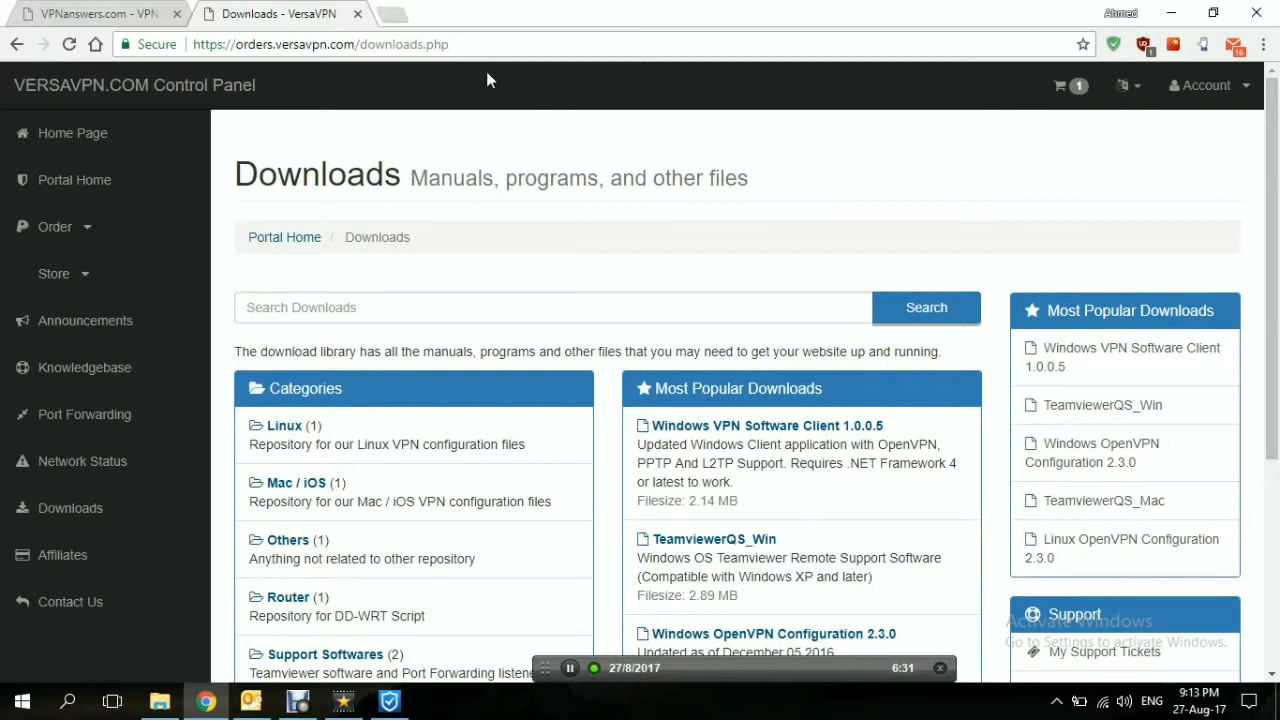 VPNanswers.com - VPN
Downloads - VersaVPN
Ahmed
Secure
https://orders.versavpn.com/downloads.php
1
16
VERSAVPN.COM Control Panel
1
Account
Home Page
Portal Home
Order
Store
Announcements
Knowledgebase
Port Forwarding
Network Status
Downloads
Affiliates
Contact Us
Downloads Manuals, programs, and other files
Portal Home / Downloads
Search Downloads
Search
The download library has all the manuals, programs and other files that you may need to get your website up and running.
Categories
Linux (1)
Repository for our Linux VPN configuration files
Mac / iOS (1)
Repository for our Mac / iOS VPN configuration files
Others (1)
Anything not related to other repository
Router (1)
Repository for DD-WRT Script
Support Softwares (2)
Teamviewer software and Port Forwarding listene
Most Popular Downloads
Windows VPN Software Client 1.0.0.5
Updated Windows Client application with OpenVPN,
PPTP And L2TP Support. Requires .NET Framework 4
or latest to work.
Filesize: 2.14 MB
TeamviewerQS_Win
Windows OS Teamviewer Remote Support Software
(Compatible with Windows XP and later)
Filesize: 2.89 MB
Windows OpenVPN Configuration 2.3.0
Updated as of December 05 2016
Most Popular Downloads
Windows VPN Software Client
1.0.0.5
TeamviewerQS_Win
Windows OpenVPN
Configuration 2.3.0
TeamviewerQS_Mac
Linux OpenVPN Configuration
2.3.0
Support
My Support Tickets
Activate Windows
Go to Settings to activate Windows.
27/8/2017
6:31
ENG
9:13 PM
27-Aug-17